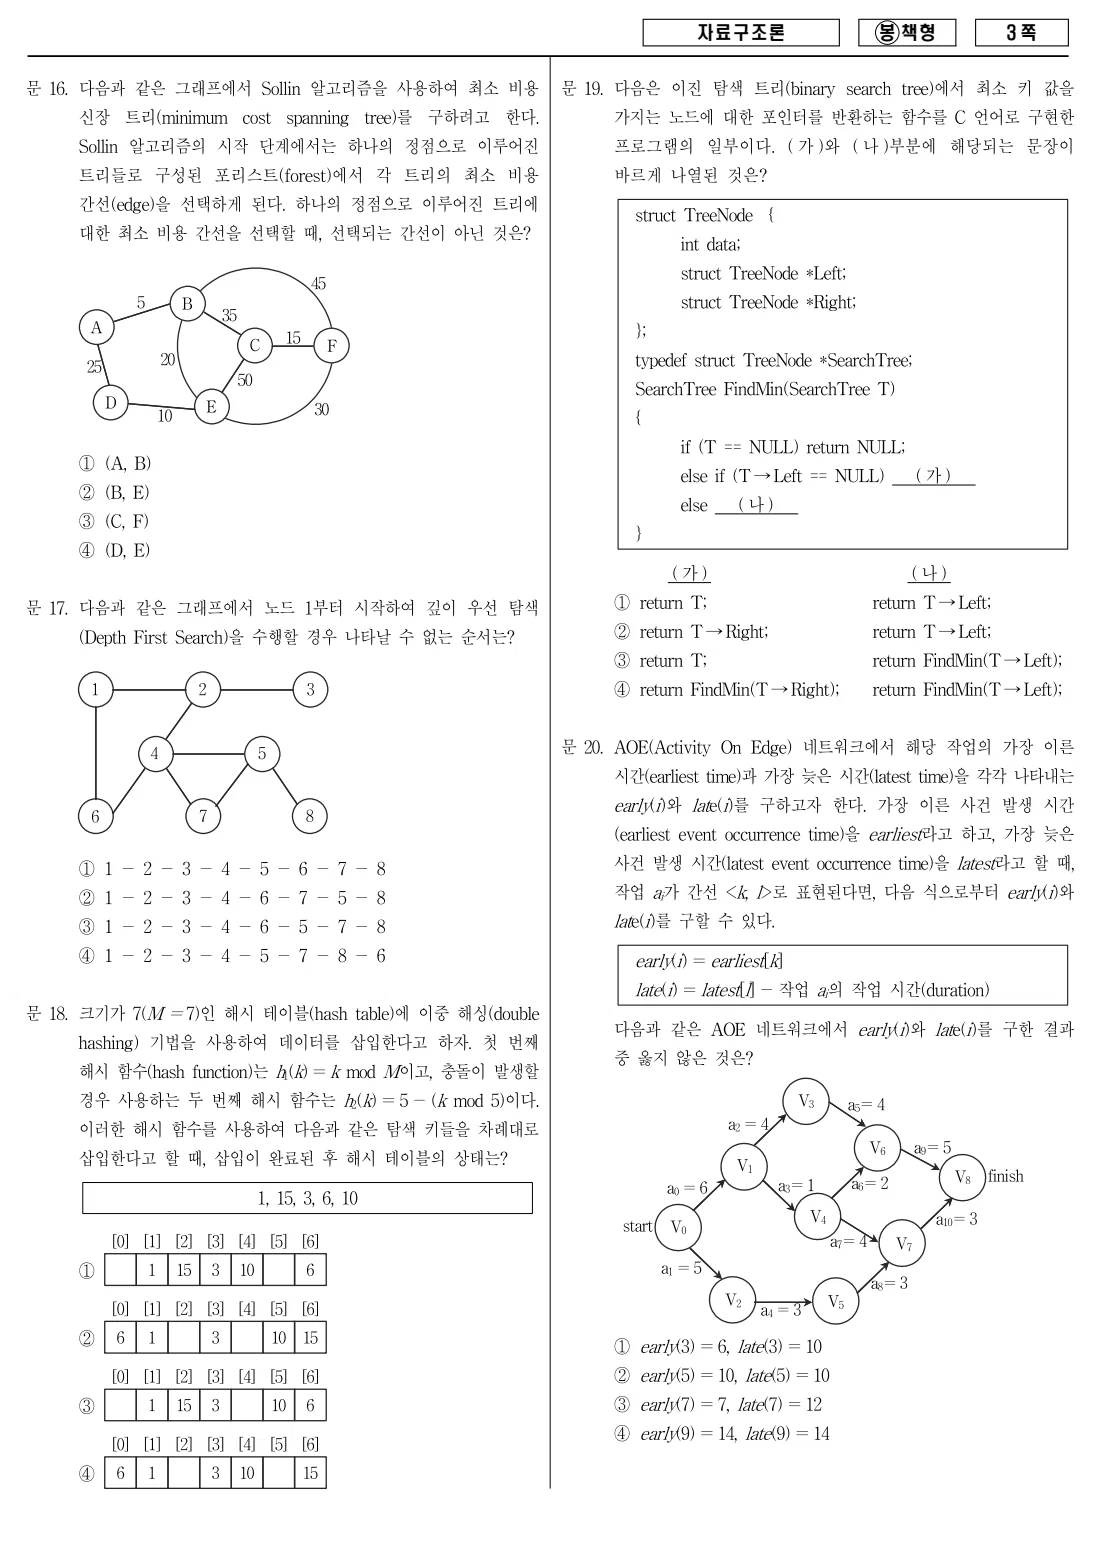 자료구조론
봉 책형
3 쪽
문 16. 다음과 같은 그래프에서 Sollin 알고리즘을 사용하여 최소 비용
신장 트리(minimum cost spanning tree)를 구하려고 한다.
Sollin 알고리즘의 시작 단계에서는 하나의 정점으로 이루어진
트리들로 구성된 포리스트(forest)에서 각 트리의 최소 비용
간선(edge)을 선택하게 된다. 하나의 정점으로 이루어진 트리에
대한 최소 비용 간선을 선택할 때, 선택되는 간선이 아닌 것은?
45
5
B
35
A
C
15
F
20
25
50
D
E
10
30
① (A, B)
② (B, E)
③ (C, F)
④ (D, E)
문 17. 다음과 같은 그래프에서 노드 1부터 시작하여 깊이 우선 탐색
(Depth First Search)을 수행할 경우 나타날 수 없는 순서는?
1
2
3
4
5
6
7
8
① 1 - 2 - 3 - 4 - 5 - 6 - 7 - 8
② 1 - 2 - 3 - 4 - 6 - 7 - 5 - 8
③ 1 - 2 - 3 - 4 - 6 - 5 - 7 - 8
④ 1 - 2 - 3 - 4 - 5 - 7 - 8 - 6
문 18. 크기가 7(M = 7)인 해시 테이블(hash table)에 이중 해싱(double
hashing) 기법을 사용하여 데이터를 삽입한다고 하자. 첫 번째
해시 함수(hash function)는 h1(k) = k mod M이고, 충돌이 발생할
경우 사용하는 두 번째 해시 함수는 h2(k) = 5 - (k mod 5)이다.
이러한 해시 함수를 사용하여 다음과 같은 탐색 키들을 차례대로
삽입한다고 할 때, 삽입이 완료된 후 해시 테이블의 상태는?
1, 15, 3, 6, 10
[0] [1] [2] [3] [4] [5] [6]
① 1 15 3 10 6
[0] [1] [2] [3] [4] [5] [6]
② 6 1 3 10 15
[0] [1] [2] [3] [4] [5] [6]
③ 1 15 3 10 6
[0] [1] [2] [3] [4] [5] [6]
④ 6 1 3 10 15
문 19. 다음은 이진 탐색 트리(binary search tree)에서 최소 키 값을
가지는 노드에 대한 포인터를 반환하는 함수를 C 언어로 구현한
프로그램의 일부이다. (가)와 (나)부분에 해당되는 문장이
바르게 나열된 것은?
struct TreeNode {
int data;
struct TreeNode *Left;
struct TreeNode *Right;
};
typedef struct TreeNode *SearchTree;
SearchTree FindMin(SearchTree T)
{
if (T == NULL) return NULL;
else if (T→Left == NULL) (가)
else (나)
}
(가) (나)
① return T; return T→Left;
② return T→Right; return T→Left;
③ return T; return FindMin(T→Left);
④ return FindMin(T→Right); return FindMin(T→Left);
문 20. AOE(Activity On Edge) 네트워크에서 해당 작업의 가장 이른
시간(earliest time)과 가장 늦은 시간(latest time)을 각각 나타내는
early(i)와 late(i)를 구하고자 한다. 가장 이른 사건 발생 시간
(earliest event occurrence time)을 earliest라고 하고, 가장 늦은
사건 발생 시간(latest event occurrence time)을 latest라고 할 때,
작업 ai가 간선 <k, l>로 표현된다면, 다음 식으로부터 early(i)와
late(i)를 구할 수 있다.
early(i) = earliest[k]
late(i) = latest[l] - 작업 ai의 작업 시간(duration)
다음과 같은 AOE 네트워크에서 early(i)와 late(i)를 구한 결과
중 옳지 않은 것은?
V3
a5 = 4
a2 = 4
V6
a9 = 5
V1
V8 finish
a0 = 6
a3 = 1
a6 = 2
V4
start V0
a10 = 3
a7 = 4
V7
a1 = 5
a8 = 3
V2
a4 = 3
V5
① early(3) = 6, late(3) = 10
② early(5) = 10, late(5) = 10
③ early(7) = 7, late(7) = 12
④ early(9) = 14, late(9) = 14